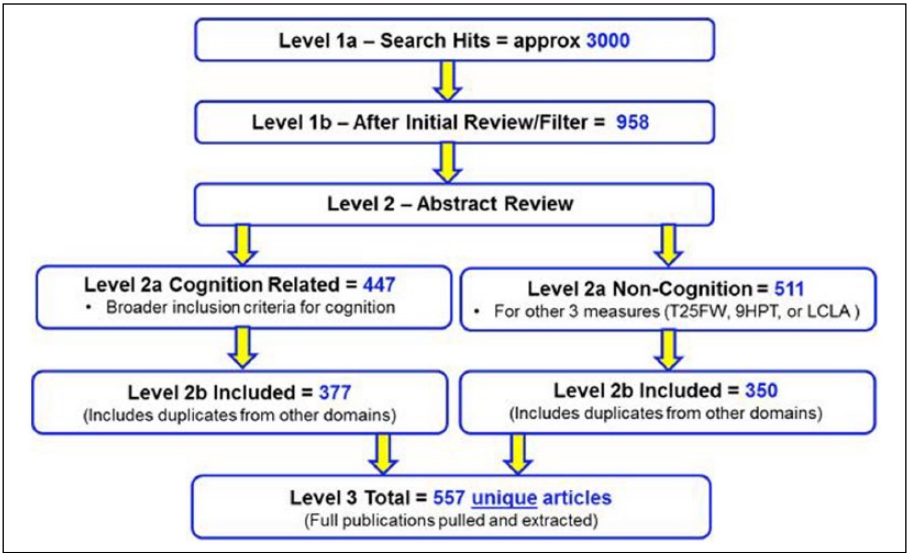 Level 1a – Search Hits = approx 3000
Level 1b – After Initial Review/Filter = 958
Level 2 – Abstract Review
Level 2a Cognition Related = 447
• Broader inclusion criteria for cognition
Level 2a Non-Cognition = 511
• For other 3 measures (T25FW, 9HPT, or LCLA )
Level 2b Included = 377
(Includes duplicates from other domains)
Level 2b Included = 350
(Includes duplicates from other domains)
Level 3 Total = 557 unique articles
(Full publications pulled and extracted)